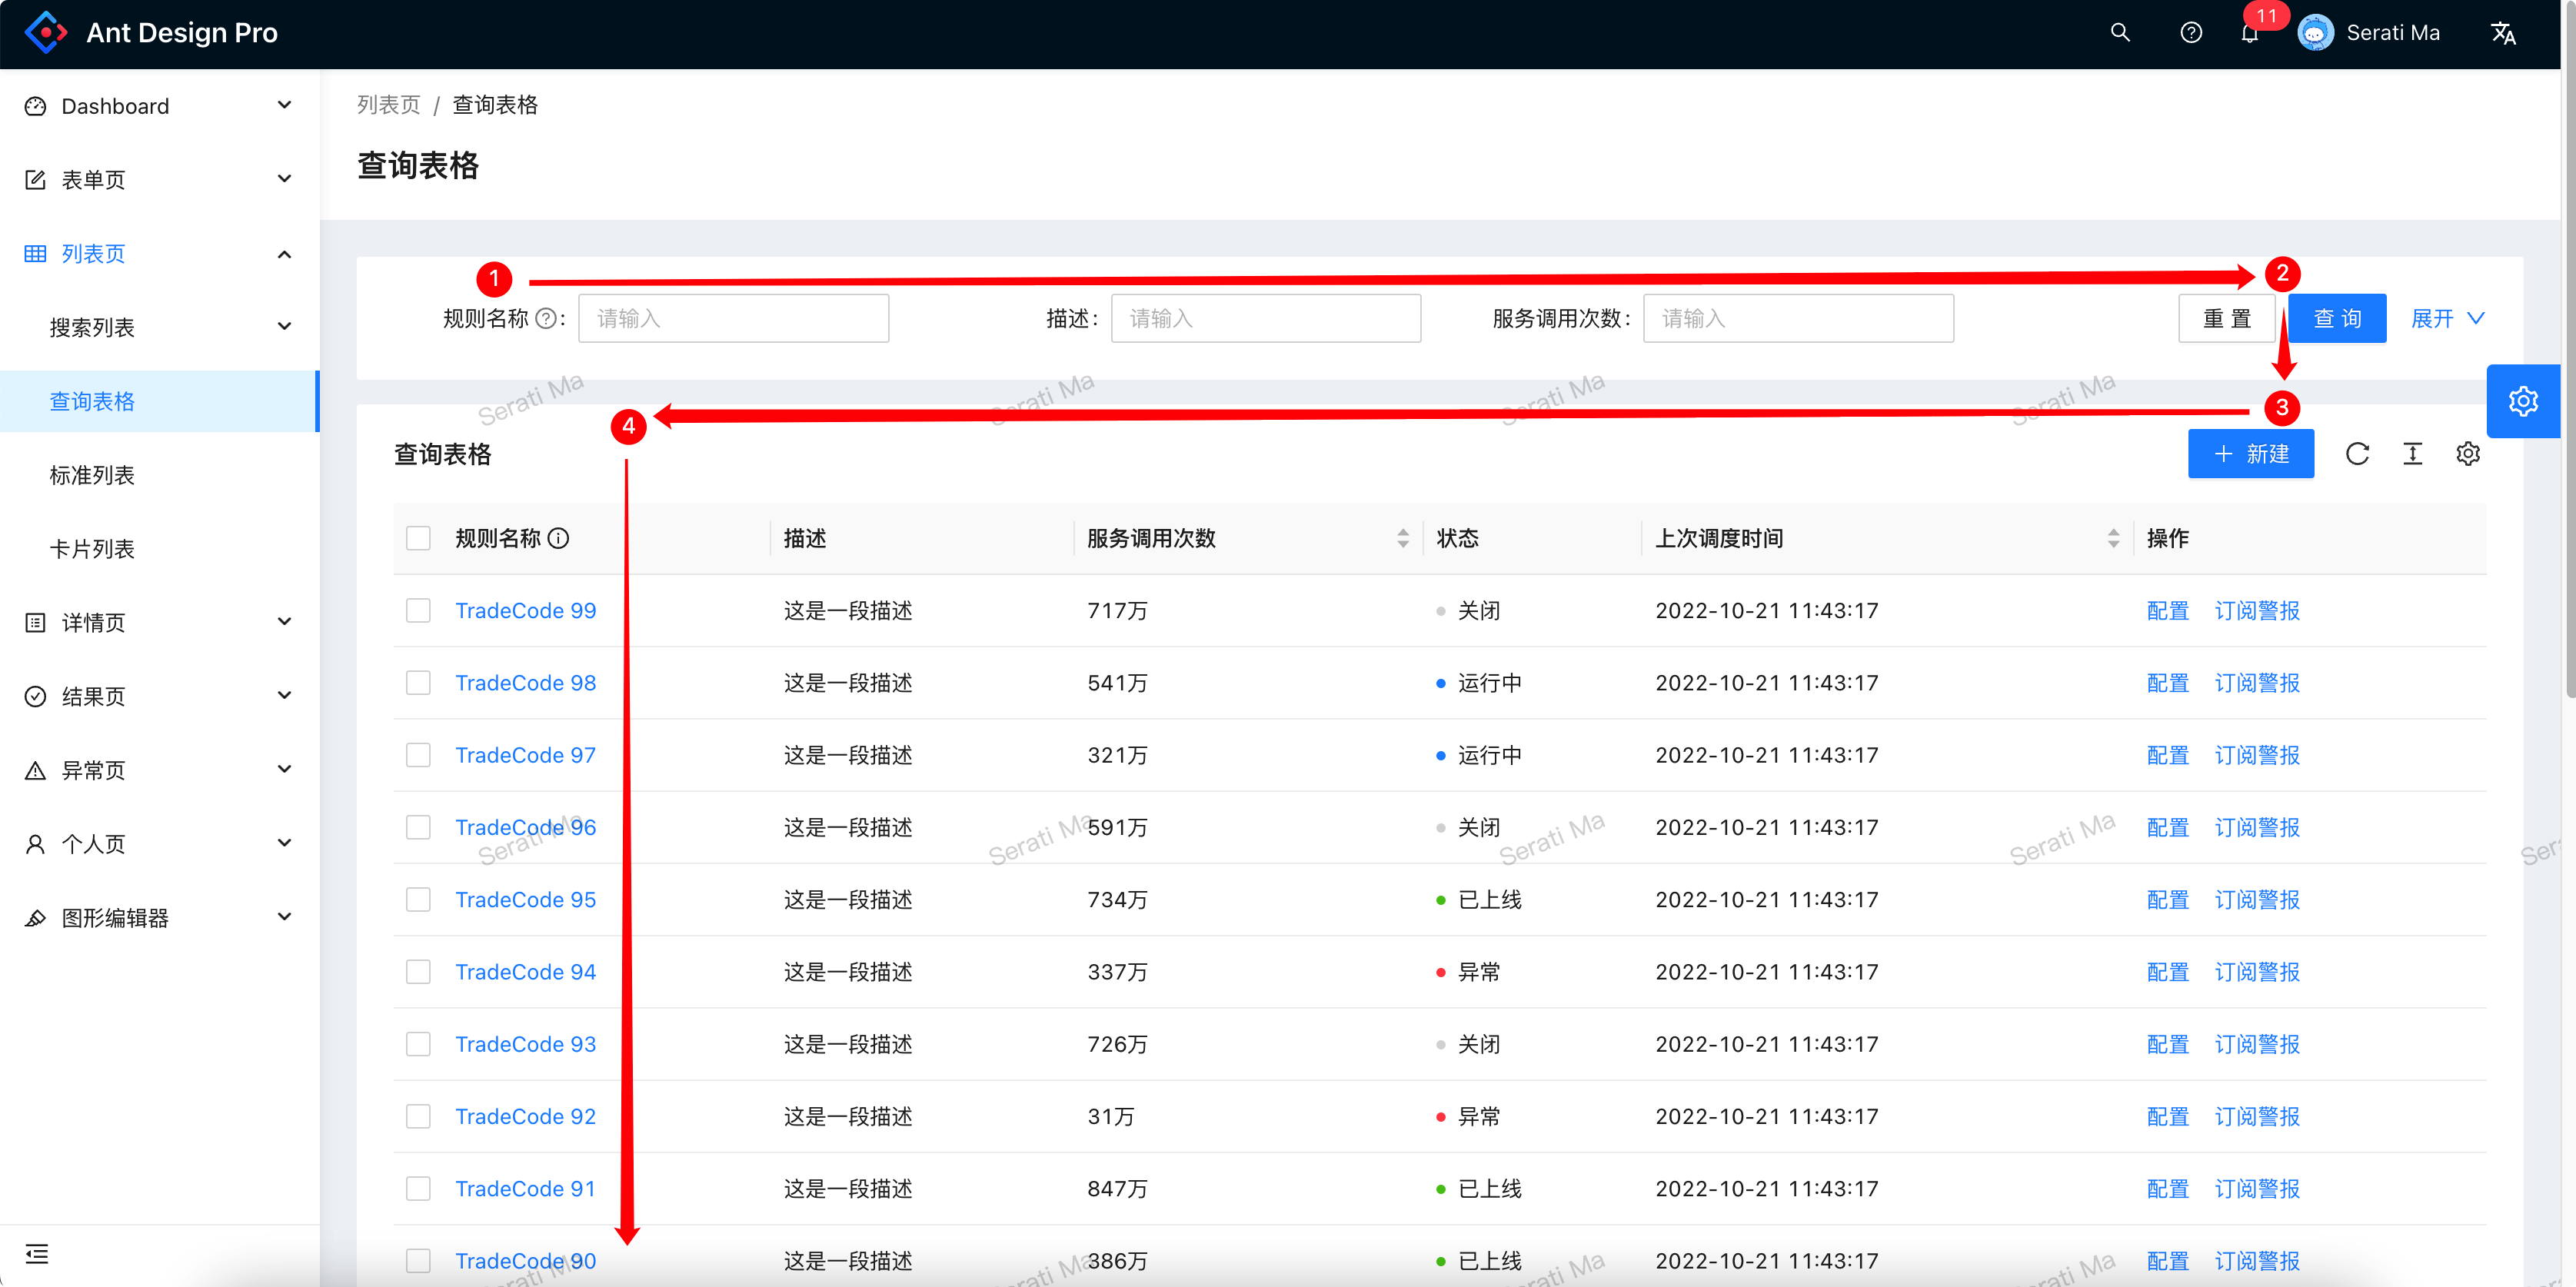 Ant Design Pro
11
Serati Ma
Dashboard
表单页
列表页
搜索列表
查询表格
标准列表
卡片列表
详情页
结果页
异常页
个人页
图形编辑器
列表页 / 查询表格
查询表格
1
2
规则名称 ? : 请输入
描述: 请输入
服务调用次数: 请输入
重 置
查 询
展开
Serati Ma Serati Ma Serati Ma Serati Ma
4
3
查询表格
+ 新建
规则名称 描述 服务调用次数 状态 上次调度时间 操作
TradeCode 99 这是一段描述 717万 关闭 2022-10-21 11:43:17 配置 订阅警报
TradeCode 98 这是一段描述 541万 运行中 2022-10-21 11:43:17 配置 订阅警报
TradeCode 97 这是一段描述 321万 运行中 2022-10-21 11:43:17 配置 订阅警报
TradeCode 96 这是一段描述 591万 关闭 2022-10-21 11:43:17 配置 订阅警报
Serati Ma Serati Ma Serati Ma Serati Ma Ser
TradeCode 95 这是一段描述 734万 已上线 2022-10-21 11:43:17 配置 订阅警报
TradeCode 94 这是一段描述 337万 异常 2022-10-21 11:43:17 配置 订阅警报
TradeCode 93 这是一段描述 726万 关闭 2022-10-21 11:43:17 配置 订阅警报
TradeCode 92 这是一段描述 31万 异常 2022-10-21 11:43:17 配置 订阅警报
TradeCode 91 这是一段描述 847万 已上线 2022-10-21 11:43:17 配置 订阅警报
TradeCode 90 这是一段描述 386万 已上线 2022-10-21 11:43:17 配置 订阅警报
rati Ma erati Ma rati Ma erati Ma